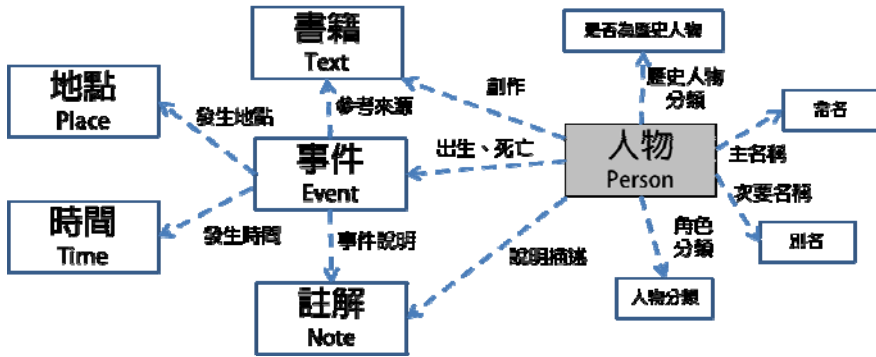 書籍
Text
是否為歷史人物
地點
Place
創作
歷史人物
分類
參考來源
發生地點
命名
出生、死亡
人物
Person
主名稱
事件
Event
次要名稱
時間
Time
發生時間
事件說明
說明描述
角色
分類
別名
註解
Note
人物分類